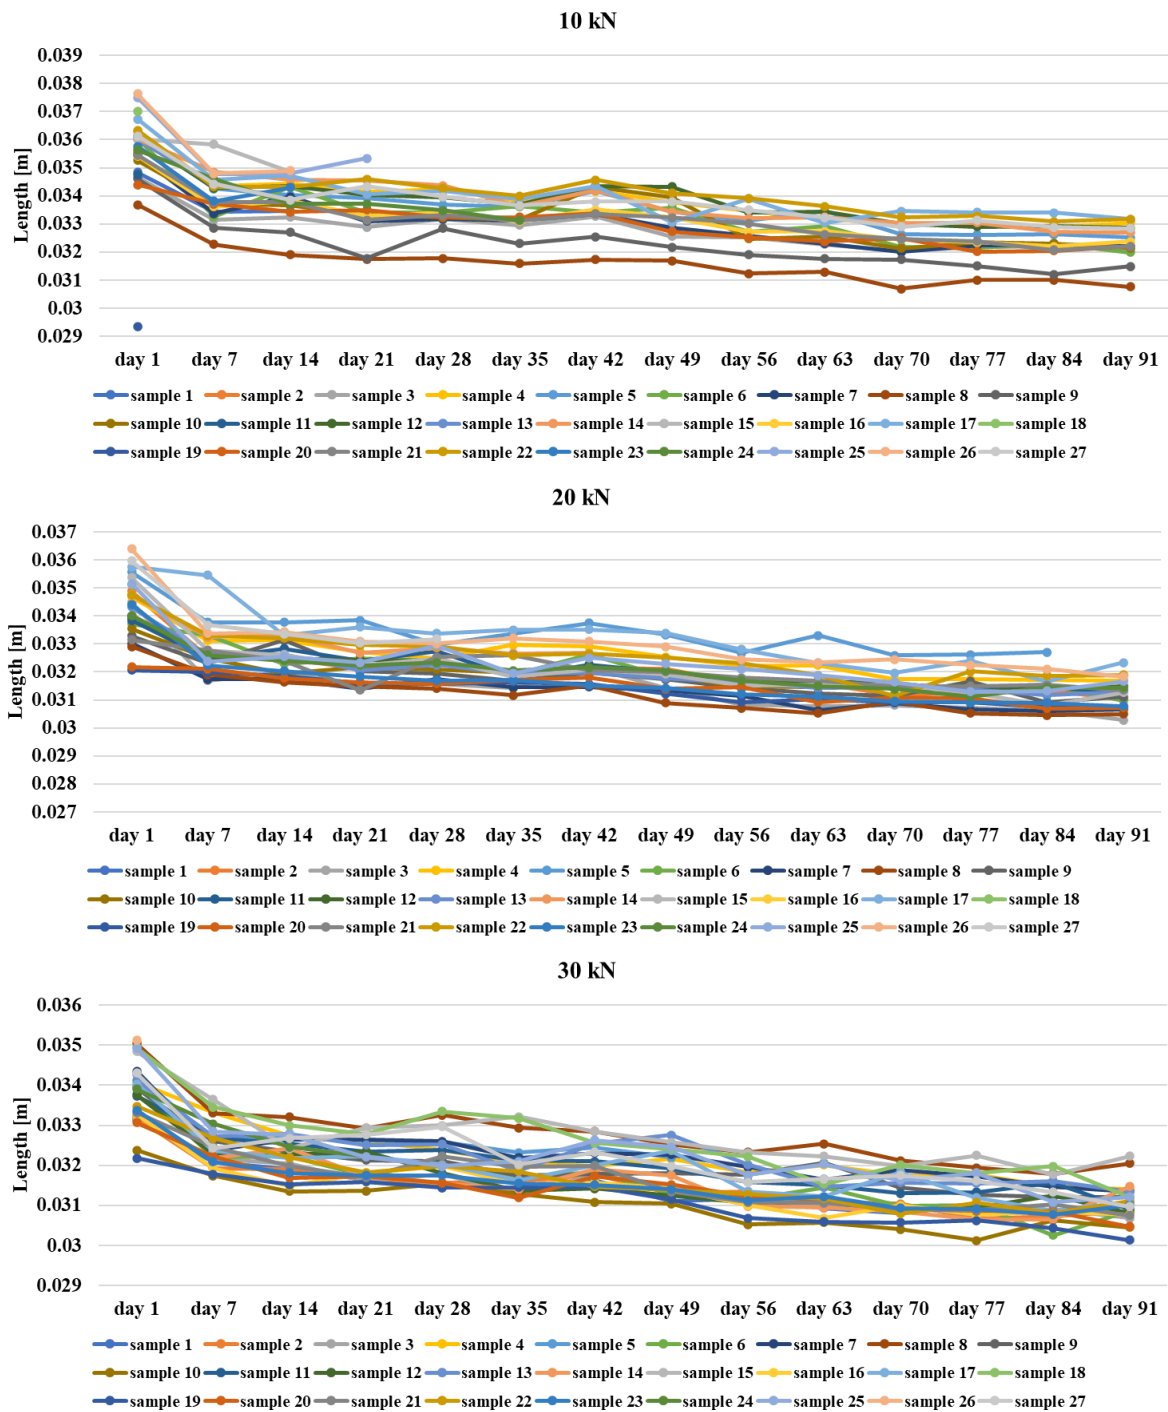 10 kN
0.039
0.038
0.037
0.036
0.035
0.034
0.033
0.032
0.031
0.03
0.029
Length [m]
day 1 day 7 day 14 day 21 day 28 day 35 day 42 day 49 day 56 day 63 day 70 day 77 day 84 day 91
sample 1 sample 2 sample 3 sample 4 sample 5 sample 6 sample 7 sample 8 sample 9
sample 10 sample 11 sample 12 sample 13 sample 14 sample 15 sample 16 sample 17 sample 18
sample 19 sample 20 sample 21 sample 22 sample 23 sample 24 sample 25 sample 26 sample 27
20 kN
0.037
0.036
0.035
0.034
0.033
0.032
0.031
0.03
0.029
0.028
0.027
Length [m]
day 1 day 7 day 14 day 21 day 28 day 35 day 42 day 49 day 56 day 63 day 70 day 77 day 84 day 91
sample 1 sample 2 sample 3 sample 4 sample 5 sample 6 sample 7 sample 8 sample 9
sample 10 sample 11 sample 12 sample 13 sample 14 sample 15 sample 16 sample 17 sample 18
sample 19 sample 20 sample 21 sample 22 sample 23 sample 24 sample 25 sample 26 sample 27
30 kN
0.036
0.035
0.034
0.033
0.032
0.031
0.03
0.029
Length [m]
day 1 day 7 day 14 day 21 day 28 day 35 day 42 day 49 day 56 day 63 day 70 day 77 day 84 day 91
sample 1 sample 2 sample 3 sample 4 sample 5 sample 6 sample 7 sample 8 sample 9
sample 10 sample 11 sample 12 sample 13 sample 14 sample 15 sample 16 sample 17 sample 18
sample 19 sample 20 sample 21 sample 22 sample 23 sample 24 sample 25 sample 26 sample 27